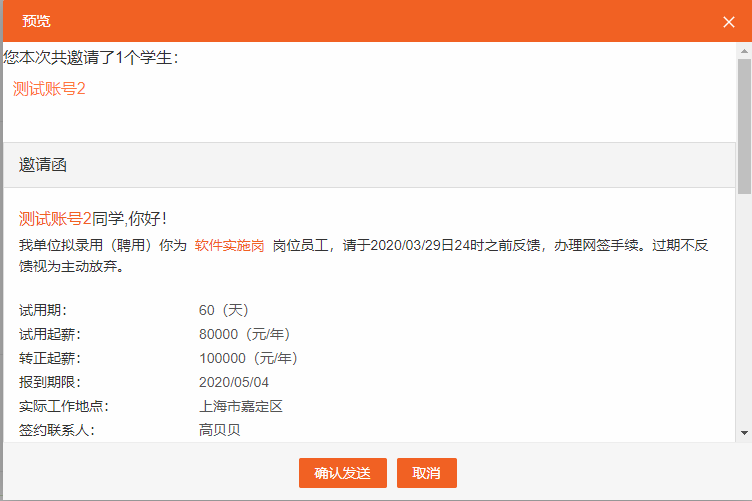 预览
您本次共邀请了1个学生：
测试账号2
邀请函
测试账号2同学,你好！
我单位拟录用（聘用）你为 软件实施岗 岗位员工，请于2020/03/29日24时之前反馈，办理网签手续。过期不反
馈视为主动放弃。
试用期： 60（天）
试用起薪： 80000（元/年）
转正起薪： 100000（元/年）
报到期限： 2020/05/04
实际工作地点： 上海市嘉定区
签约联系人： 高贝贝
确认发送 取消